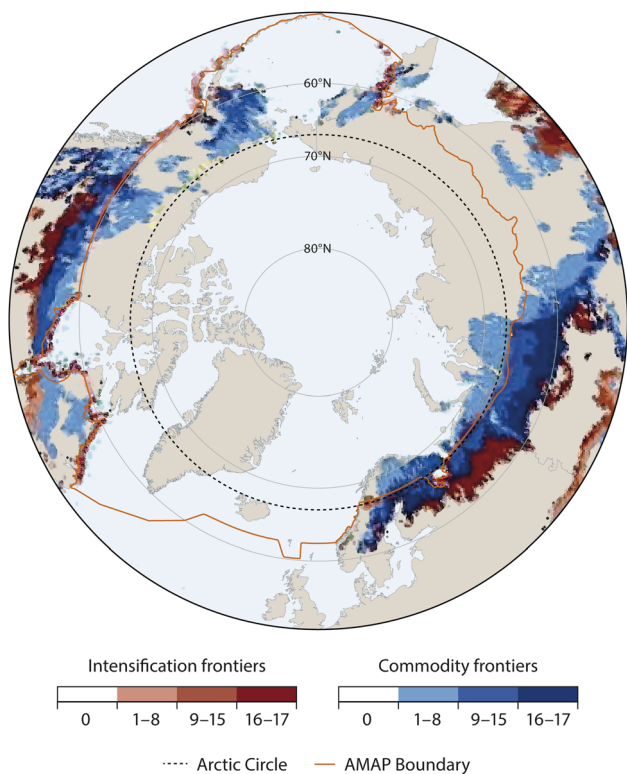 60°N
70°N
80°N
Intensification frontiers
Commodity frontiers
0 1–8 9–15 16–17
0 1–8 9–15 16–17
Arctic Circle
AMAP Boundary